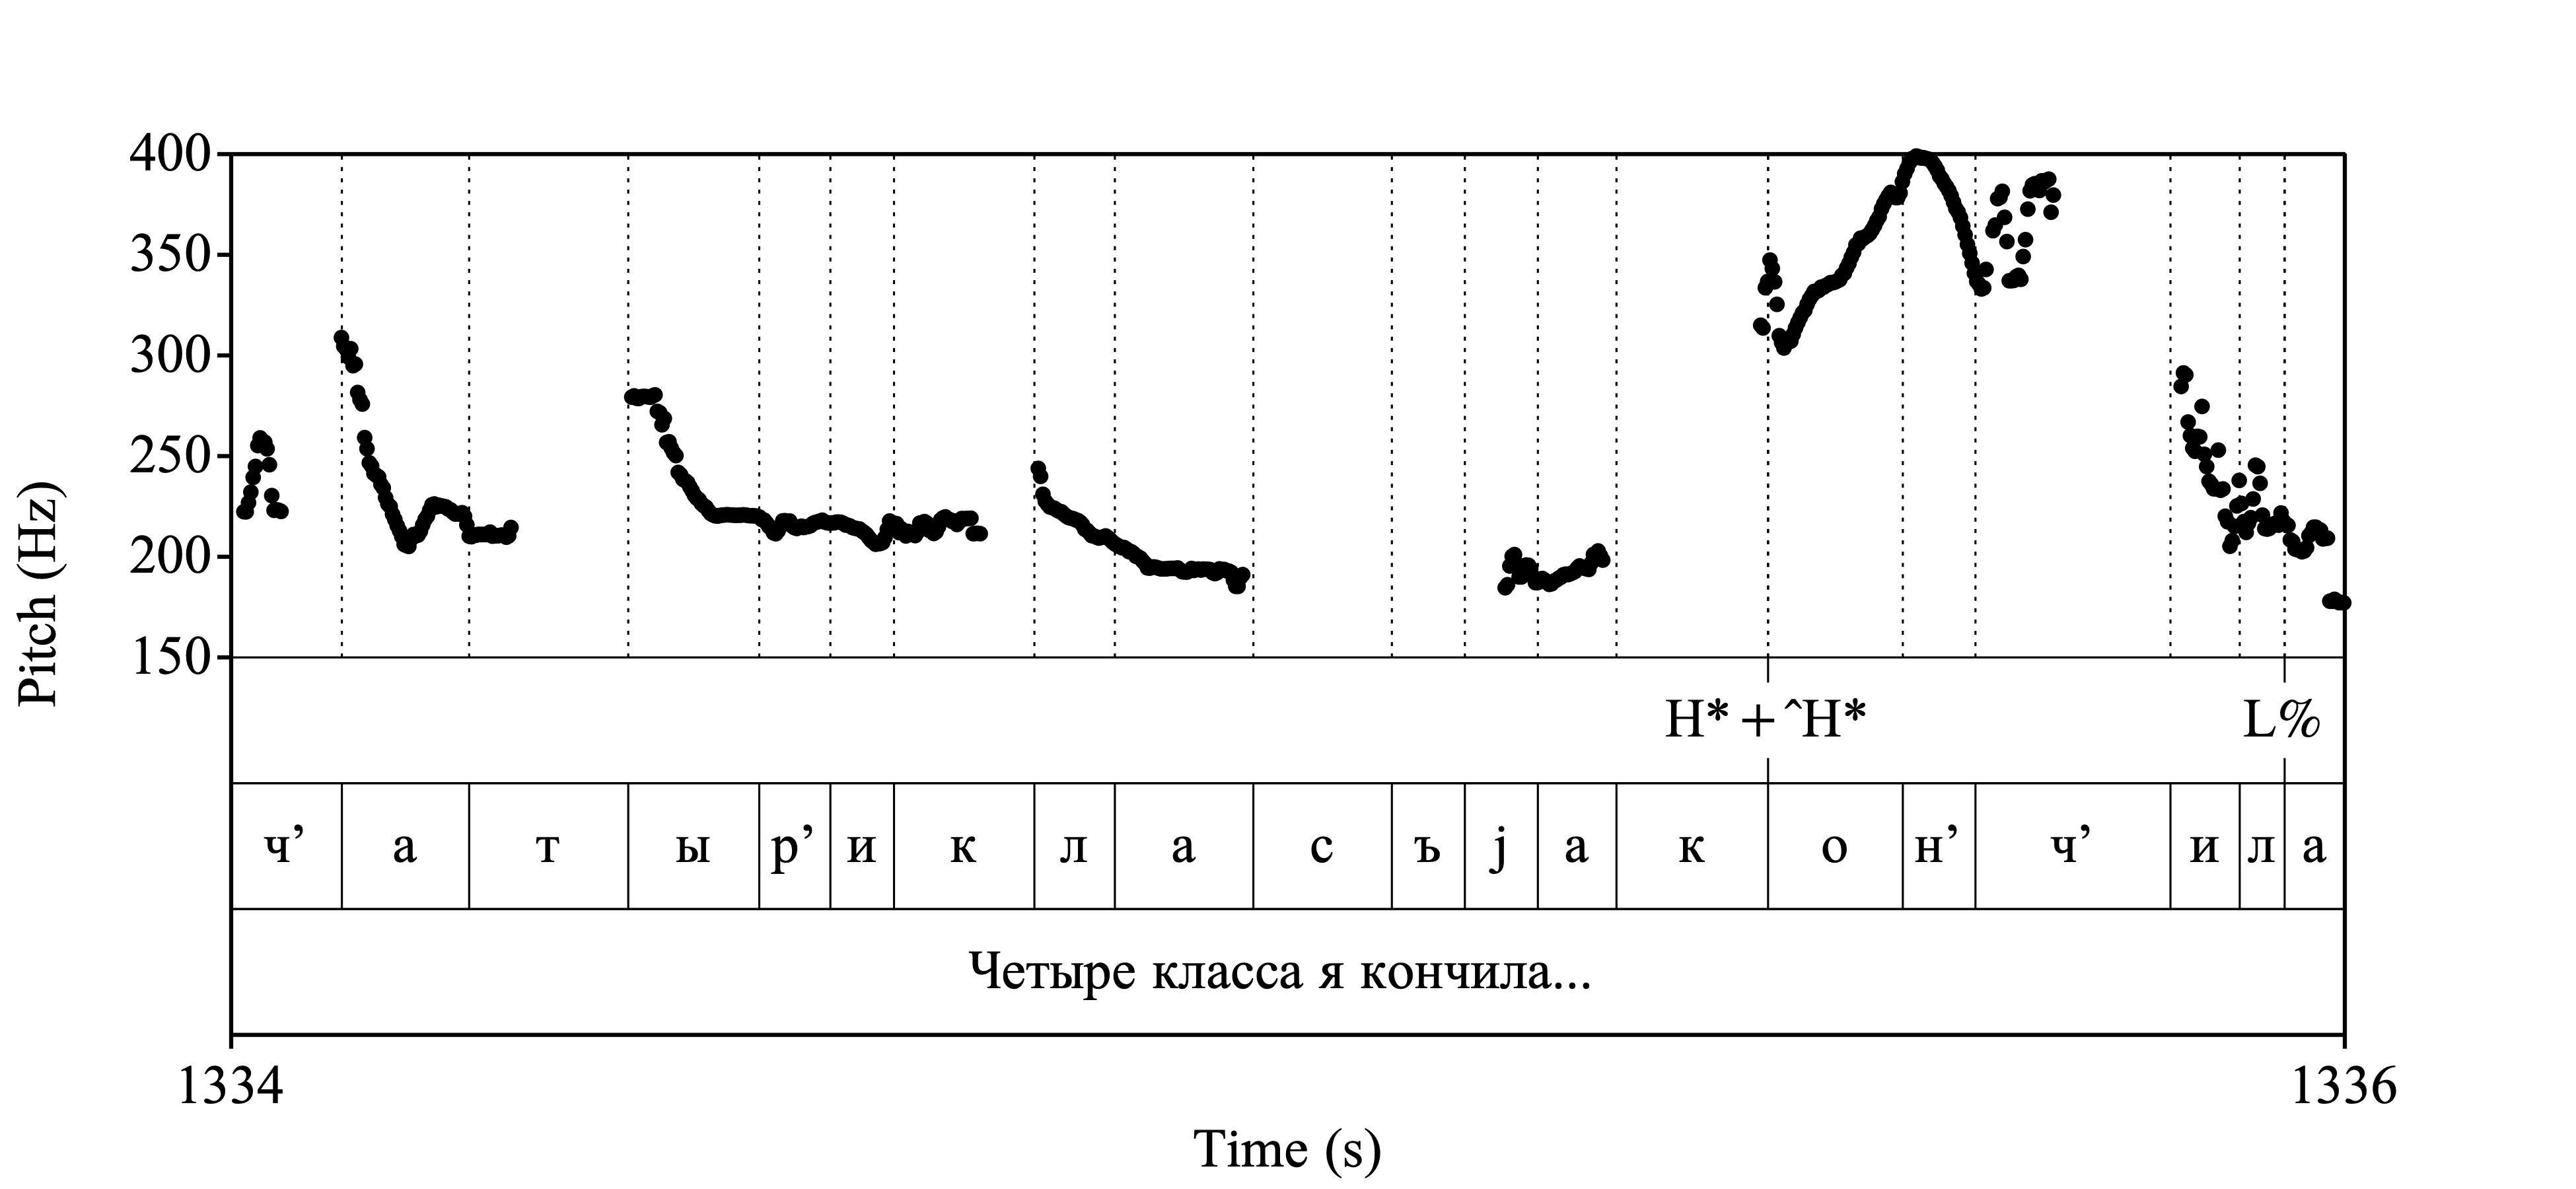 Pitch (Hz)
400
350
300
250
200
150
H* + ^H* L%
ч’ а т ы р’ и к л а с ъ j а к о н’ ч’ и л а
Четыре класса я кончила...
1334 1336
Time (s)